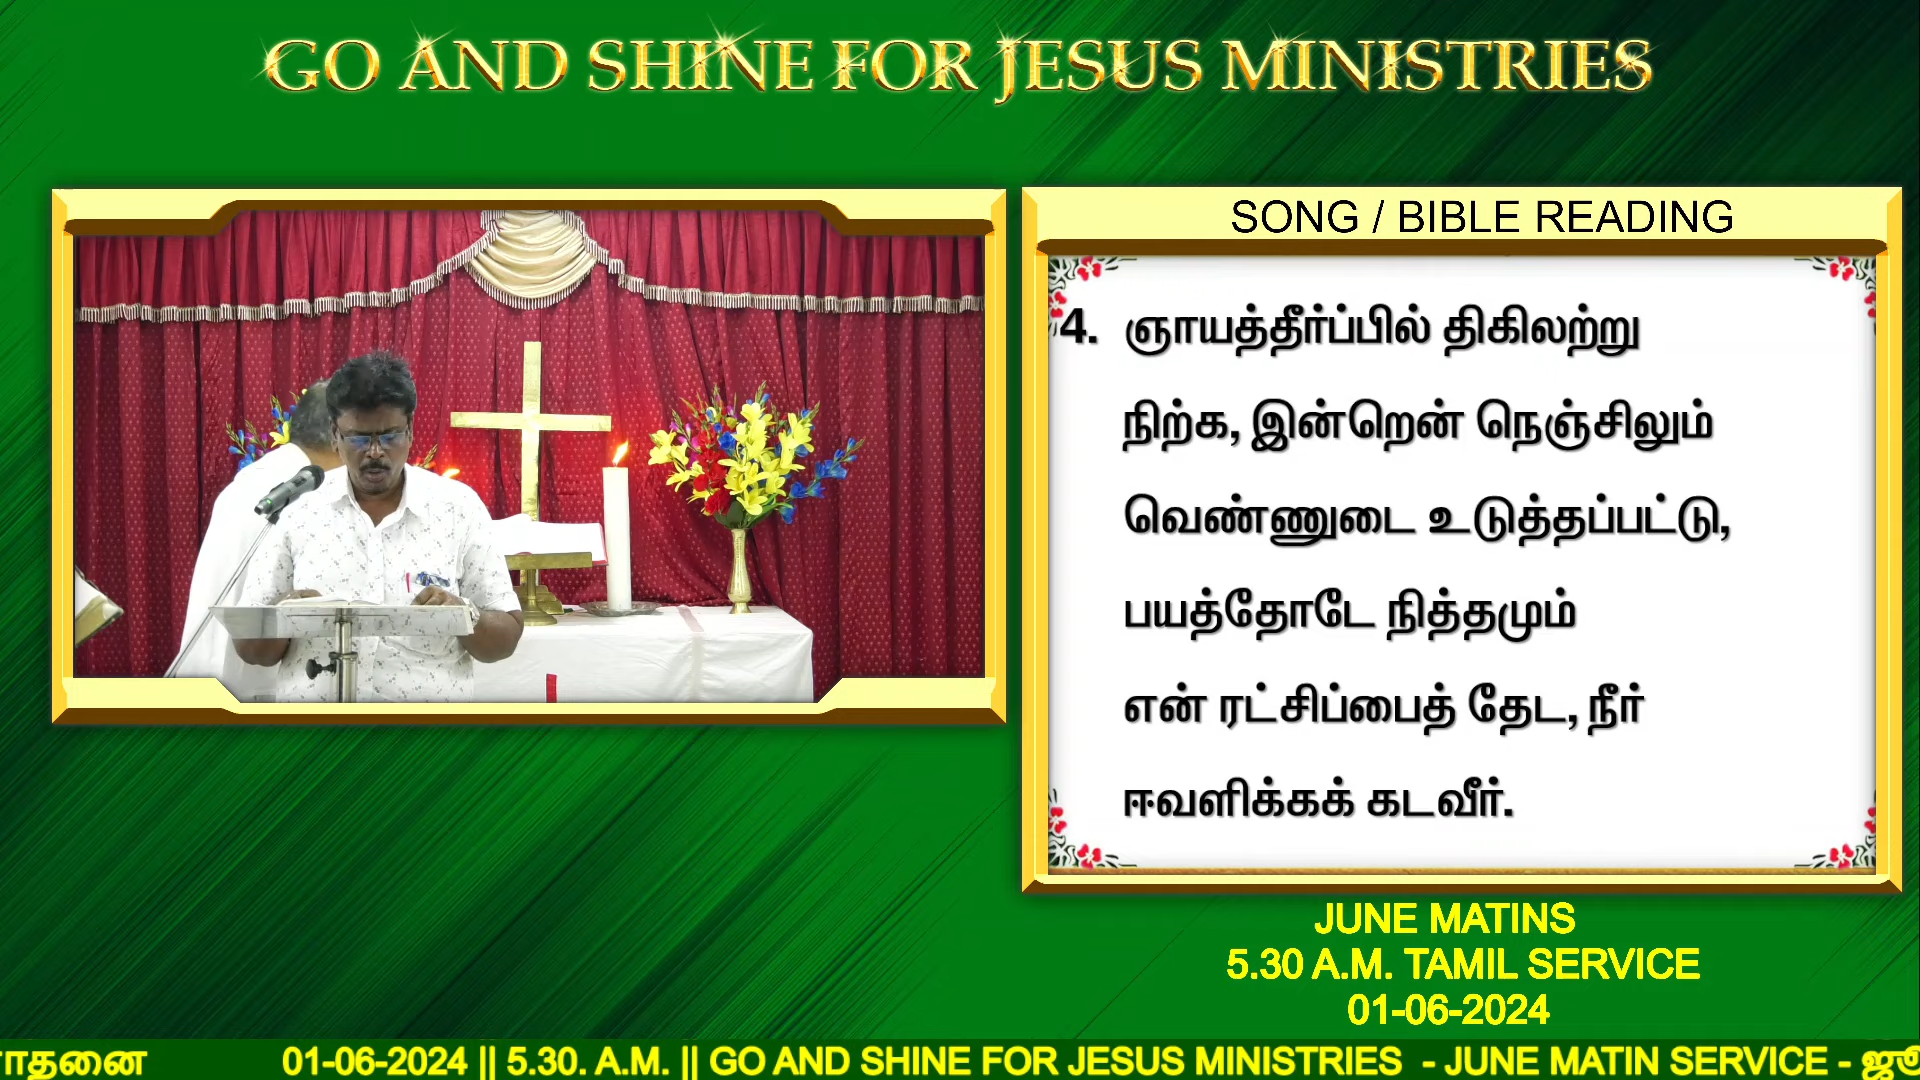 GO AND SHINE FOR JESUS MINISTRIES
SONG / BIBLE READING
4. ஞாயத்தீர்ப்பில் திகிலற்று
நிற்க, இன்றென் நெஞ்சிலும்
வெண்ணுடை உடுத்தப்பட்டு,
பயத்தோடே நித்தமும்
என் ரட்சிப்பைத் தேட, நீர்
ஈவளிக்கக் கடவீர்.
JUNE MATINS
5.30 A.M. TAMIL SERVICE
01-06-2024
01-06-2024 || 5.30. A.M. || GO AND SHINE FOR JESUS MINISTRIES - JUNE MATIN SERVICE -